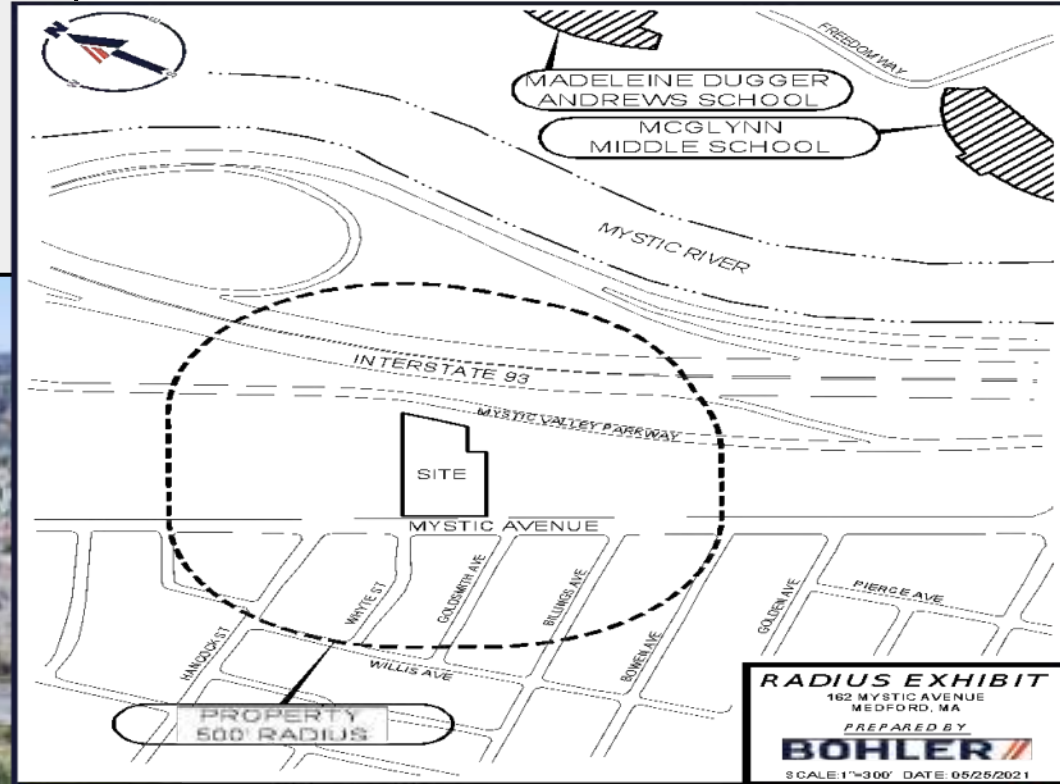 N
MADELEINE DUGGER
ANDREWS SCHOOL
FREEDOM WAY
MCGLYNN
MIDDLE SCHOOL
MYSTIC RIVER
INTERSTATE 93
MYSTIC VALLEY PARKWAY
SITE
MYSTIC AVENUE
HANCOCK ST
WHYTE ST
GOLDSMITH AVE
BILLINGS AVE
BOWEN AVE
GOLDEN AVE
PIERCE AVE
WILLIS AVE
PROPERTY
500' RADIUS
RADIUS EXHIBIT
162 MYSTIC AVENUE
MEDFORD, MA
PREPARED BY
BOHLER //
SCALE:1"=300' DATE: 05/25/2021